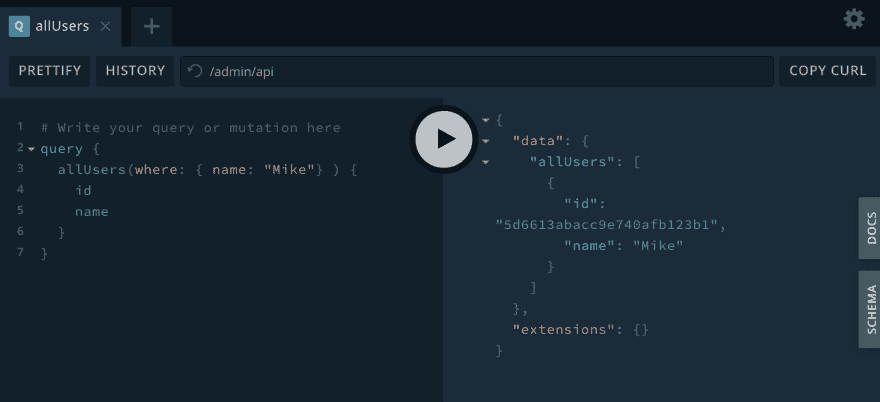 Q allUsers × +
PRETTIFY HISTORY /admin/api COPY CURL
1 # Write your query or mutation here
2 query {
3 allUsers(where: { name: "Mike"} ) {
4 id
5 name
6 }
7 }
{
"data": {
"allUsers": [
{
"id":
"5d6613abacc9e740afb123b1",
"name": "Mike"
}
]
},
"extensions": {}
}
DOCS
SCHEMA